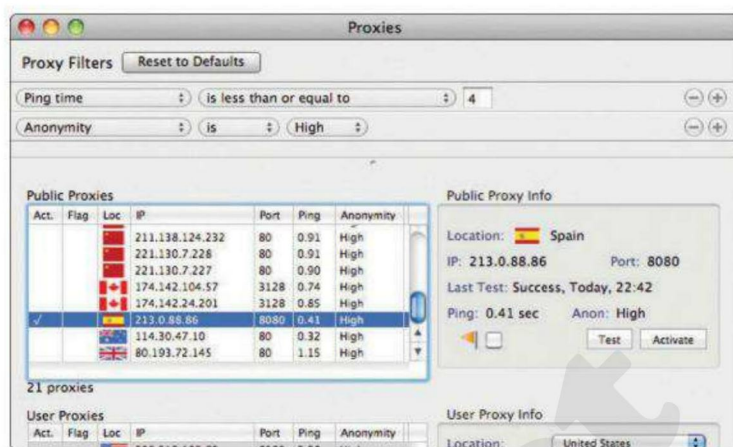 Proxies
Proxy Filters Reset to Defaults
Ping time is less than or equal to 4
Anonymity is High
Public Proxies
Act. Flag Loc IP Port Ping Anonymity
211.138.124.232 80 0.91 High
221.130.7.228 80 0.91 High
221.130.7.227 80 0.90 High
174.142.104.57 3128 0.74 High
174.142.24.201 3128 0.85 High
√ 213.0.88.86 8080 0.41 High
114.30.47.10 80 0.32 High
80.193.72.145 80 1.15 High
21 proxies
Public Proxy Info
Location: Spain
IP: 213.0.88.86 Port: 8080
Last Test: Success, Today, 22:42
Ping: 0.41 sec Anon: High
Test Activate
User Proxies
Act. Flag Loc IP Port Ping Anonymity
User Proxy Info
Location: United States